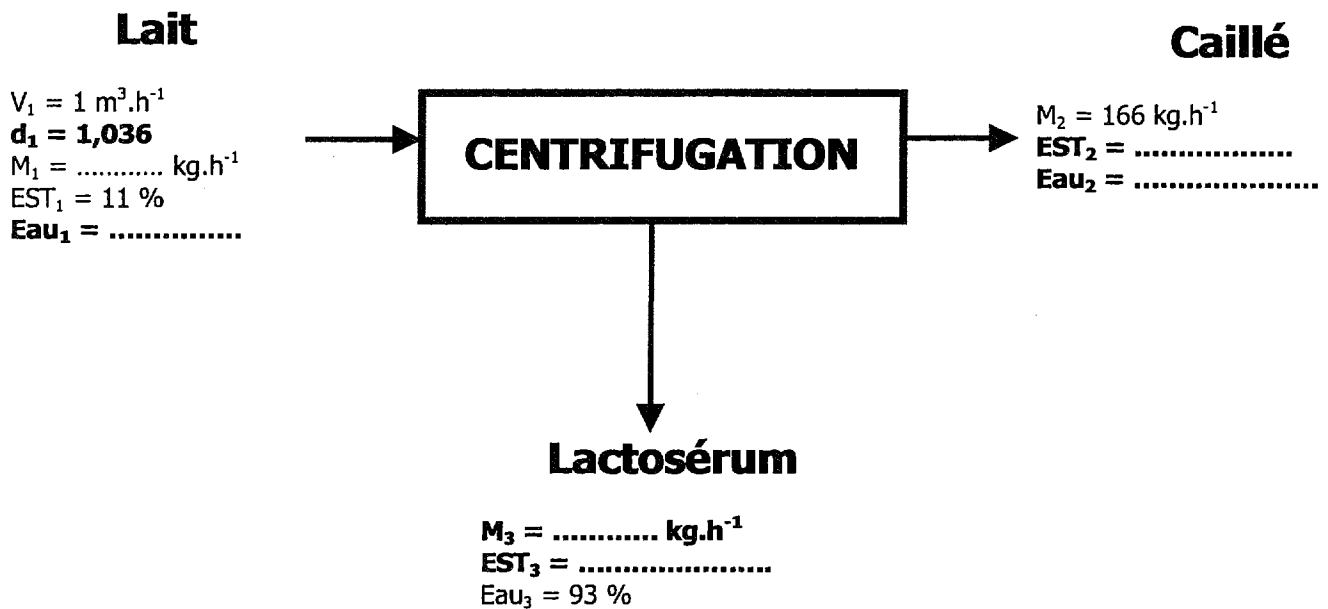 Lait
V₁ = 1 m³.h⁻¹
d₁ = 1,036
M₁ = ............ kg.h⁻¹
EST₁ = 11 %
Eau₁ = ...............
CENTRIFUGATION
Caillé
M₂ = 166 kg.h⁻¹
EST₂ = ..................
Eau₂ = .....................
Lactosérum
M₃ = ............ kg.h⁻¹
EST₃ = ......................
Eau₃ = 93 %